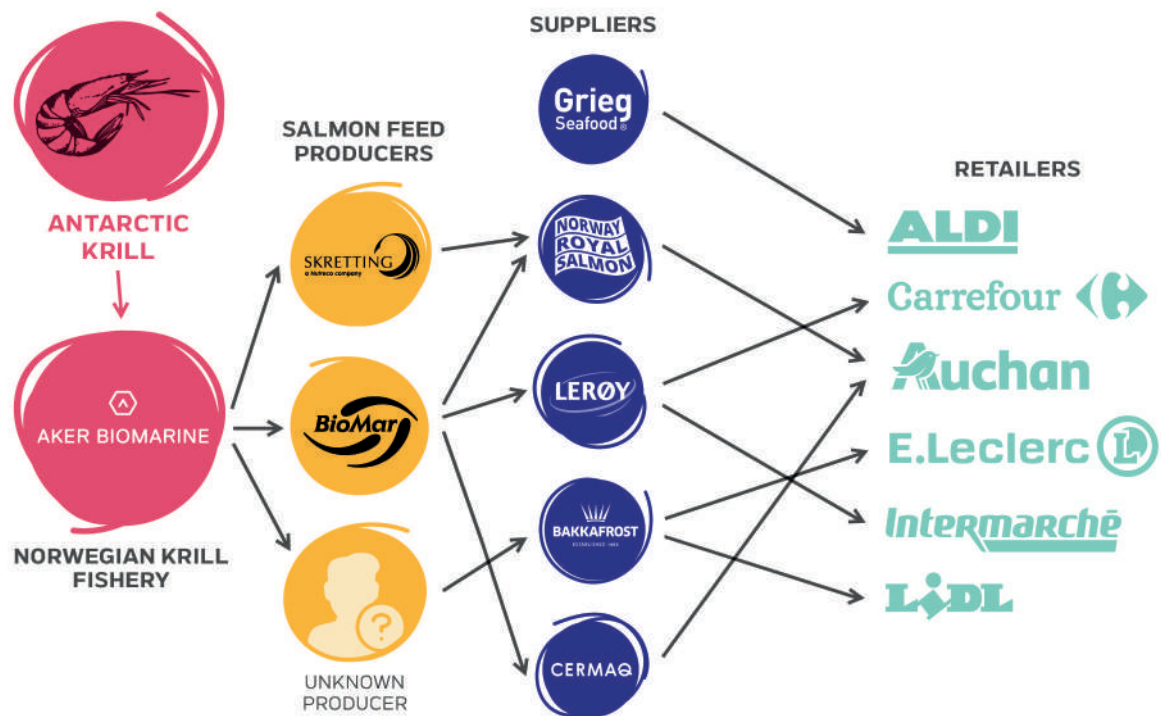 ANTARCTIC
KRILL
AKER BIOMARINE
NORWEGIAN KRILL
FISHERY
SALMON FEED
PRODUCERS
SKRETTING
a Nutreco company
BioMar
?
UNKNOWN
PRODUCER
SUPPLIERS
Grieg
Seafood®
NORWAY
ROYAL
SALMON
LERØY
BAKKAFROST
CERMAQ
RETAILERS
ALDI
Carrefour
Auchan
E.Leclerc L
Intermarché
LiDL